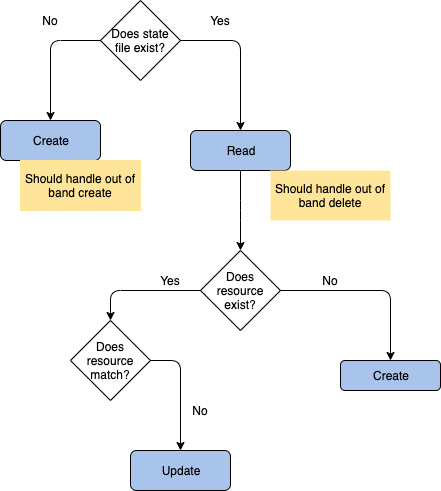 No
Yes
Does state
file exist?
Create
Read
Should handle out of
band create
Should handle out of
band delete
Yes
Does
resource
exist?
No
Does
resource
match?
Create
No
Update